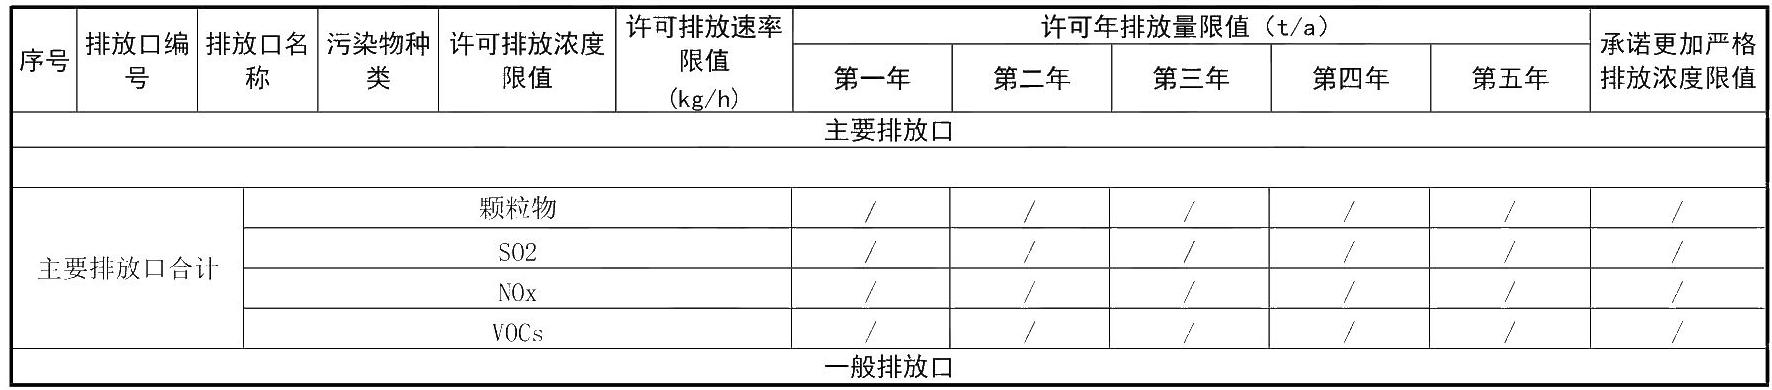 序号 排放口编号 排放口名称 污染物种类 许可排放浓度限值 许可排放速率限值(kg/h) 许可年排放量限值（t/a） 承诺更加严格排放浓度限值
第一年 第二年 第三年 第四年 第五年
主要排放口
主要排放口合计
颗粒物 / / / / / /
SO2 / / / / / /
NOx / / / / / /
VOCs / / / / / /
一般排放口